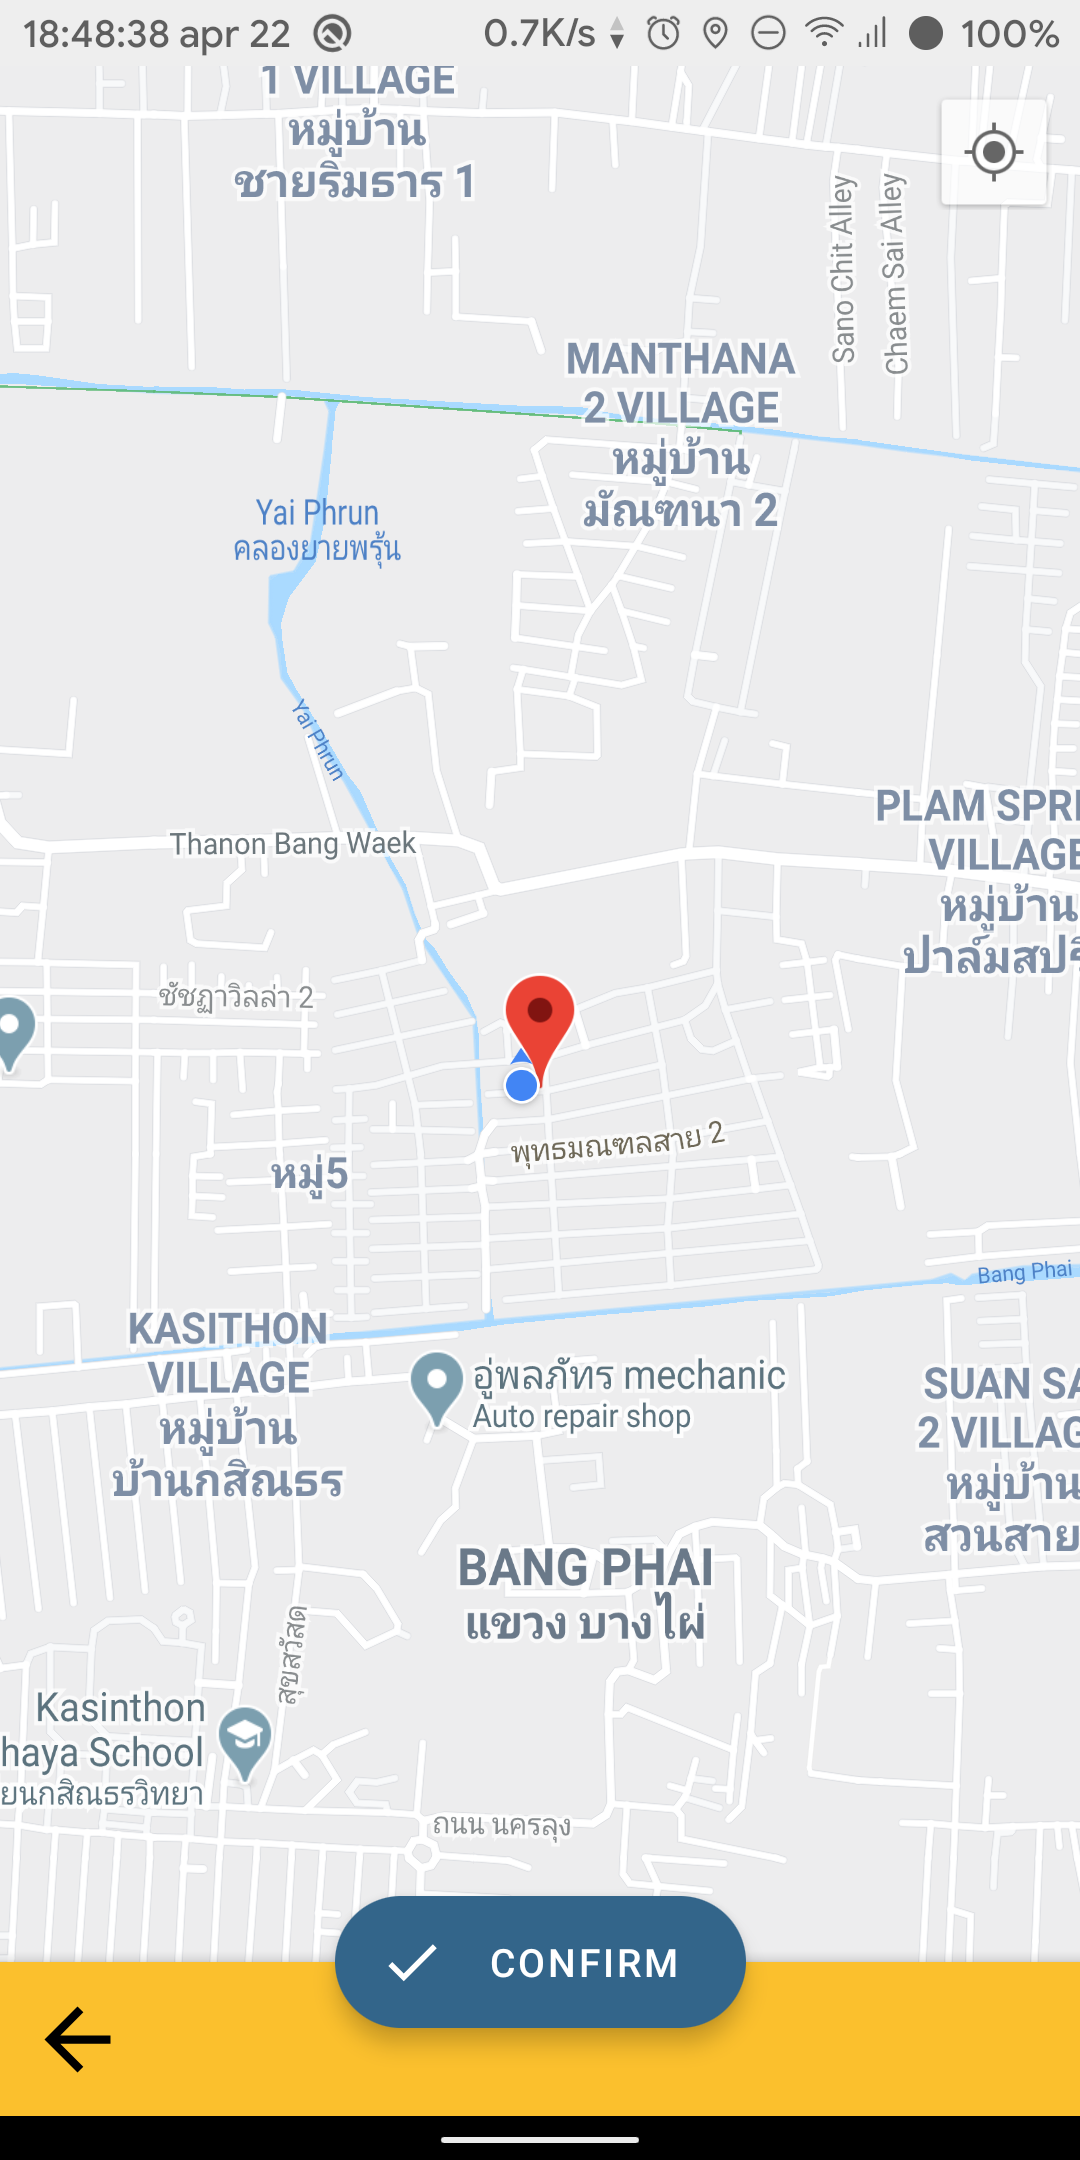 18:48:38 apr 22
0.7K/s
100%
1 VILLAGE
หมู่บ้าน
ชายริมธาร 1
Sano Chit Alley
Chaem Sai Alley
MANTHANA
2 VILLAGE
หมู่บ้าน
มัณฑนา 2
Yai Phrun
คลองยายพรุ้น
Yai Phrun
PLAM SPRI
VILLAGE
หมู่บ้าน
ปาล์มสปริ
Thanon Bang Waek
ชัชฏาวิลล่า 2
พุทธมณฑลสาย 2
หมู่5
Bang Phai
KASITHON
VILLAGE
หมู่บ้าน
บ้านกสิณธร
อู่พลภัทร mechanic
Auto repair shop
SUAN SA
2 VILLAG
หมู่บ้าน
สวนสาย
BANG PHAI
แขวง บางไผ่
สุขสวัสดิ์
Kasinthon
haya School
ยนกสิณธรวิทยา
ถนน นครลุง
CONFIRM